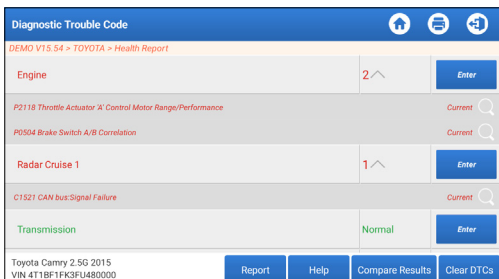 Diagnostic Trouble Code
DEMO V15.54 > TOYOTA > Health Report
Engine 2 Enter
P2118 Throttle Actuator 'A' Control Motor Range/Performance Current
P0504 Brake Switch A/B Correlation Current
Radar Cruise 1 1 Enter
C1521 CAN bus:Signal Failure Current
Transmission Normal Enter
Toyota Camry 2.5G 2015
VIN 4T1BF1FK3FU480000
Report Help Compare Results Clear DTCs